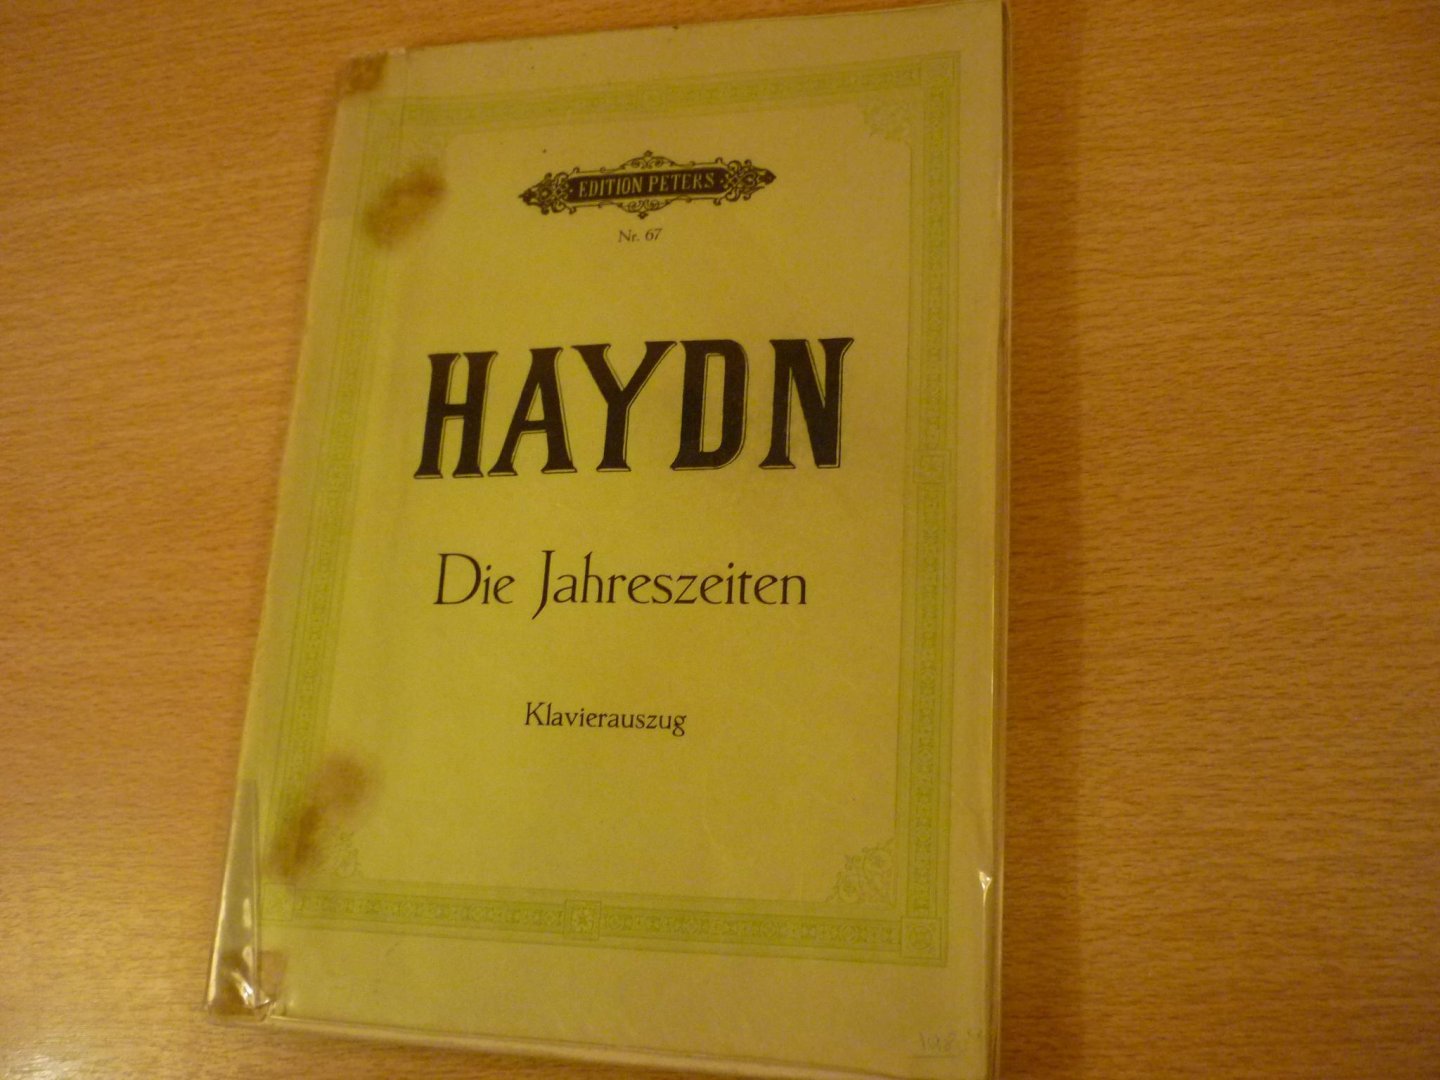 EDITION PETERS
Nr. 67
HAYDN
Die Jahreszeiten
Klavierauszug